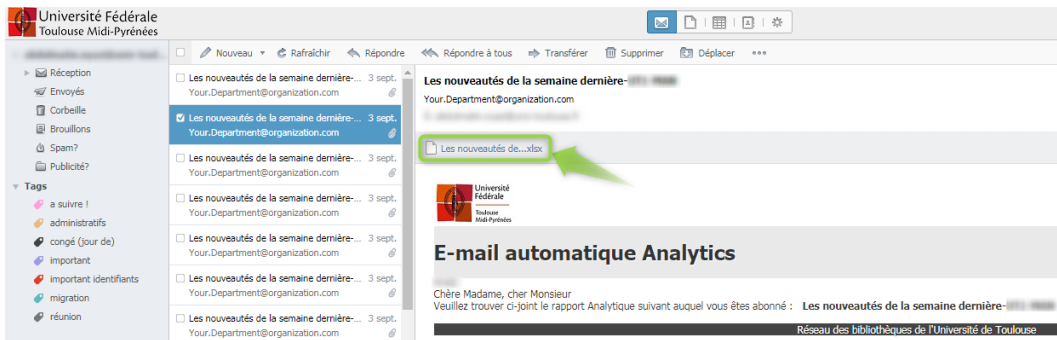 Université Fédérale
Toulouse Midi-Pyrénées
Nouveau
Rafraîchir
Répondre
Répondre à tous
Transférer
Supprimer
Déplacer
Réception
Envoyés
Corbeille
Brouillons
Spam?
Publicité?
Tags
a suivre !
administratifs
congé (jour de)
important
important identifiants
migration
réunion
Les nouveautés de la semaine dernière-... 3 sept.
Your.Department@organization.com
Les nouveautés de la semaine dernière-... 3 sept.
Your.Department@organization.com
Les nouveautés de la semaine dernière-... 3 sept.
Your.Department@organization.com
Les nouveautés de la semaine dernière-... 3 sept.
Your.Department@organization.com
Les nouveautés de la semaine dernière-... 3 sept.
Your.Department@organization.com
Les nouveautés de la semaine dernière-... 3 sept.
Your.Department@organization.com
Les nouveautés de la semaine dernière-... 3 sept.
Your.Department@organization.com
Les nouveautés de la semaine dernière-
Your.Department@organization.com
Les nouveautés de...xlsx
Université
Fédérale
Toulouse
Midi-Pyrénées
E-mail automatique Analytics
Chère Madame, cher Monsieur
Veuillez trouver ci-joint le rapport Analytique suivant auquel vous êtes abonné : Les nouveautés de la semaine dernière-
Réseau des bibliothèques de l'Université de Toulouse